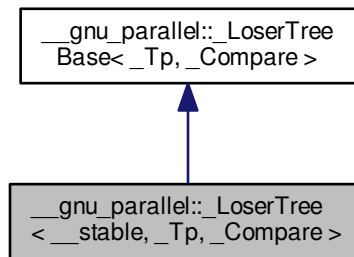 __gnu_parallel::_LoserTree
Base< _Tp, _Compare >
__gnu_parallel::_LoserTree
< __stable, _Tp, _Compare >